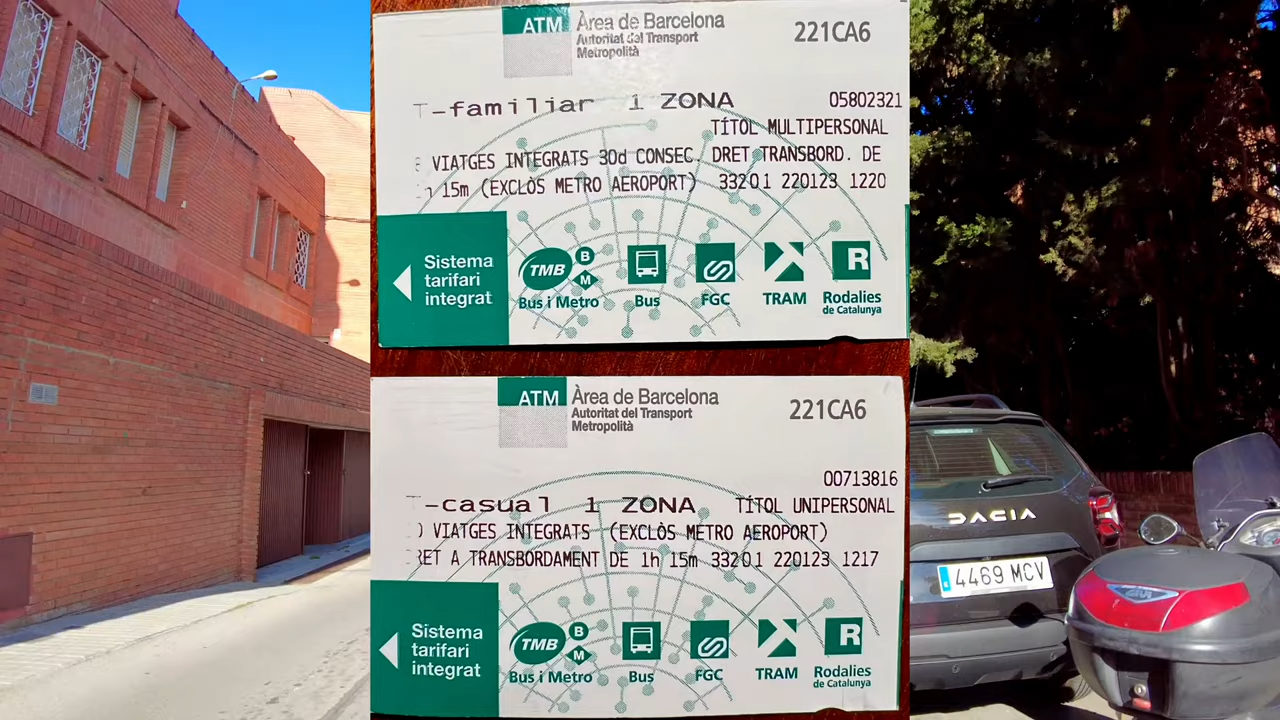 ATM Àrea de Barcelona
Autoritat del Transport
Metropolità
221CA6
T-familiar 1 ZONA
05802321
TÍTOL MULTIPERSONAL
VIATGES INTEGRATS 30d CONSEC. DRET TRANSBORD. DE
15m (EXCLÒS METRO AEROPORT) 33201 220123 1220
Sistema
tarifari
integrat
TMB B M
Bus i Metro
Bus
FGC
TRAM
R
Rodalies
de Catalunya
ATM Àrea de Barcelona
Autoritat del Transport
Metropolità
221CA6
00713816
T-casual 1 ZONA TÍTOL UNIPERSONAL
VIATGES INTEGRATS (EXCLÒS METRO AEROPORT)
A TRANSBORDAMENT DE 1h 15m 33201 220123 1217
Sistema
tarifari
integrat
TMB B M
Bus i Metro
Bus
FGC
TRAM
R
Rodalies
de Catalunya
DACIA
4469 MCV
GIVI